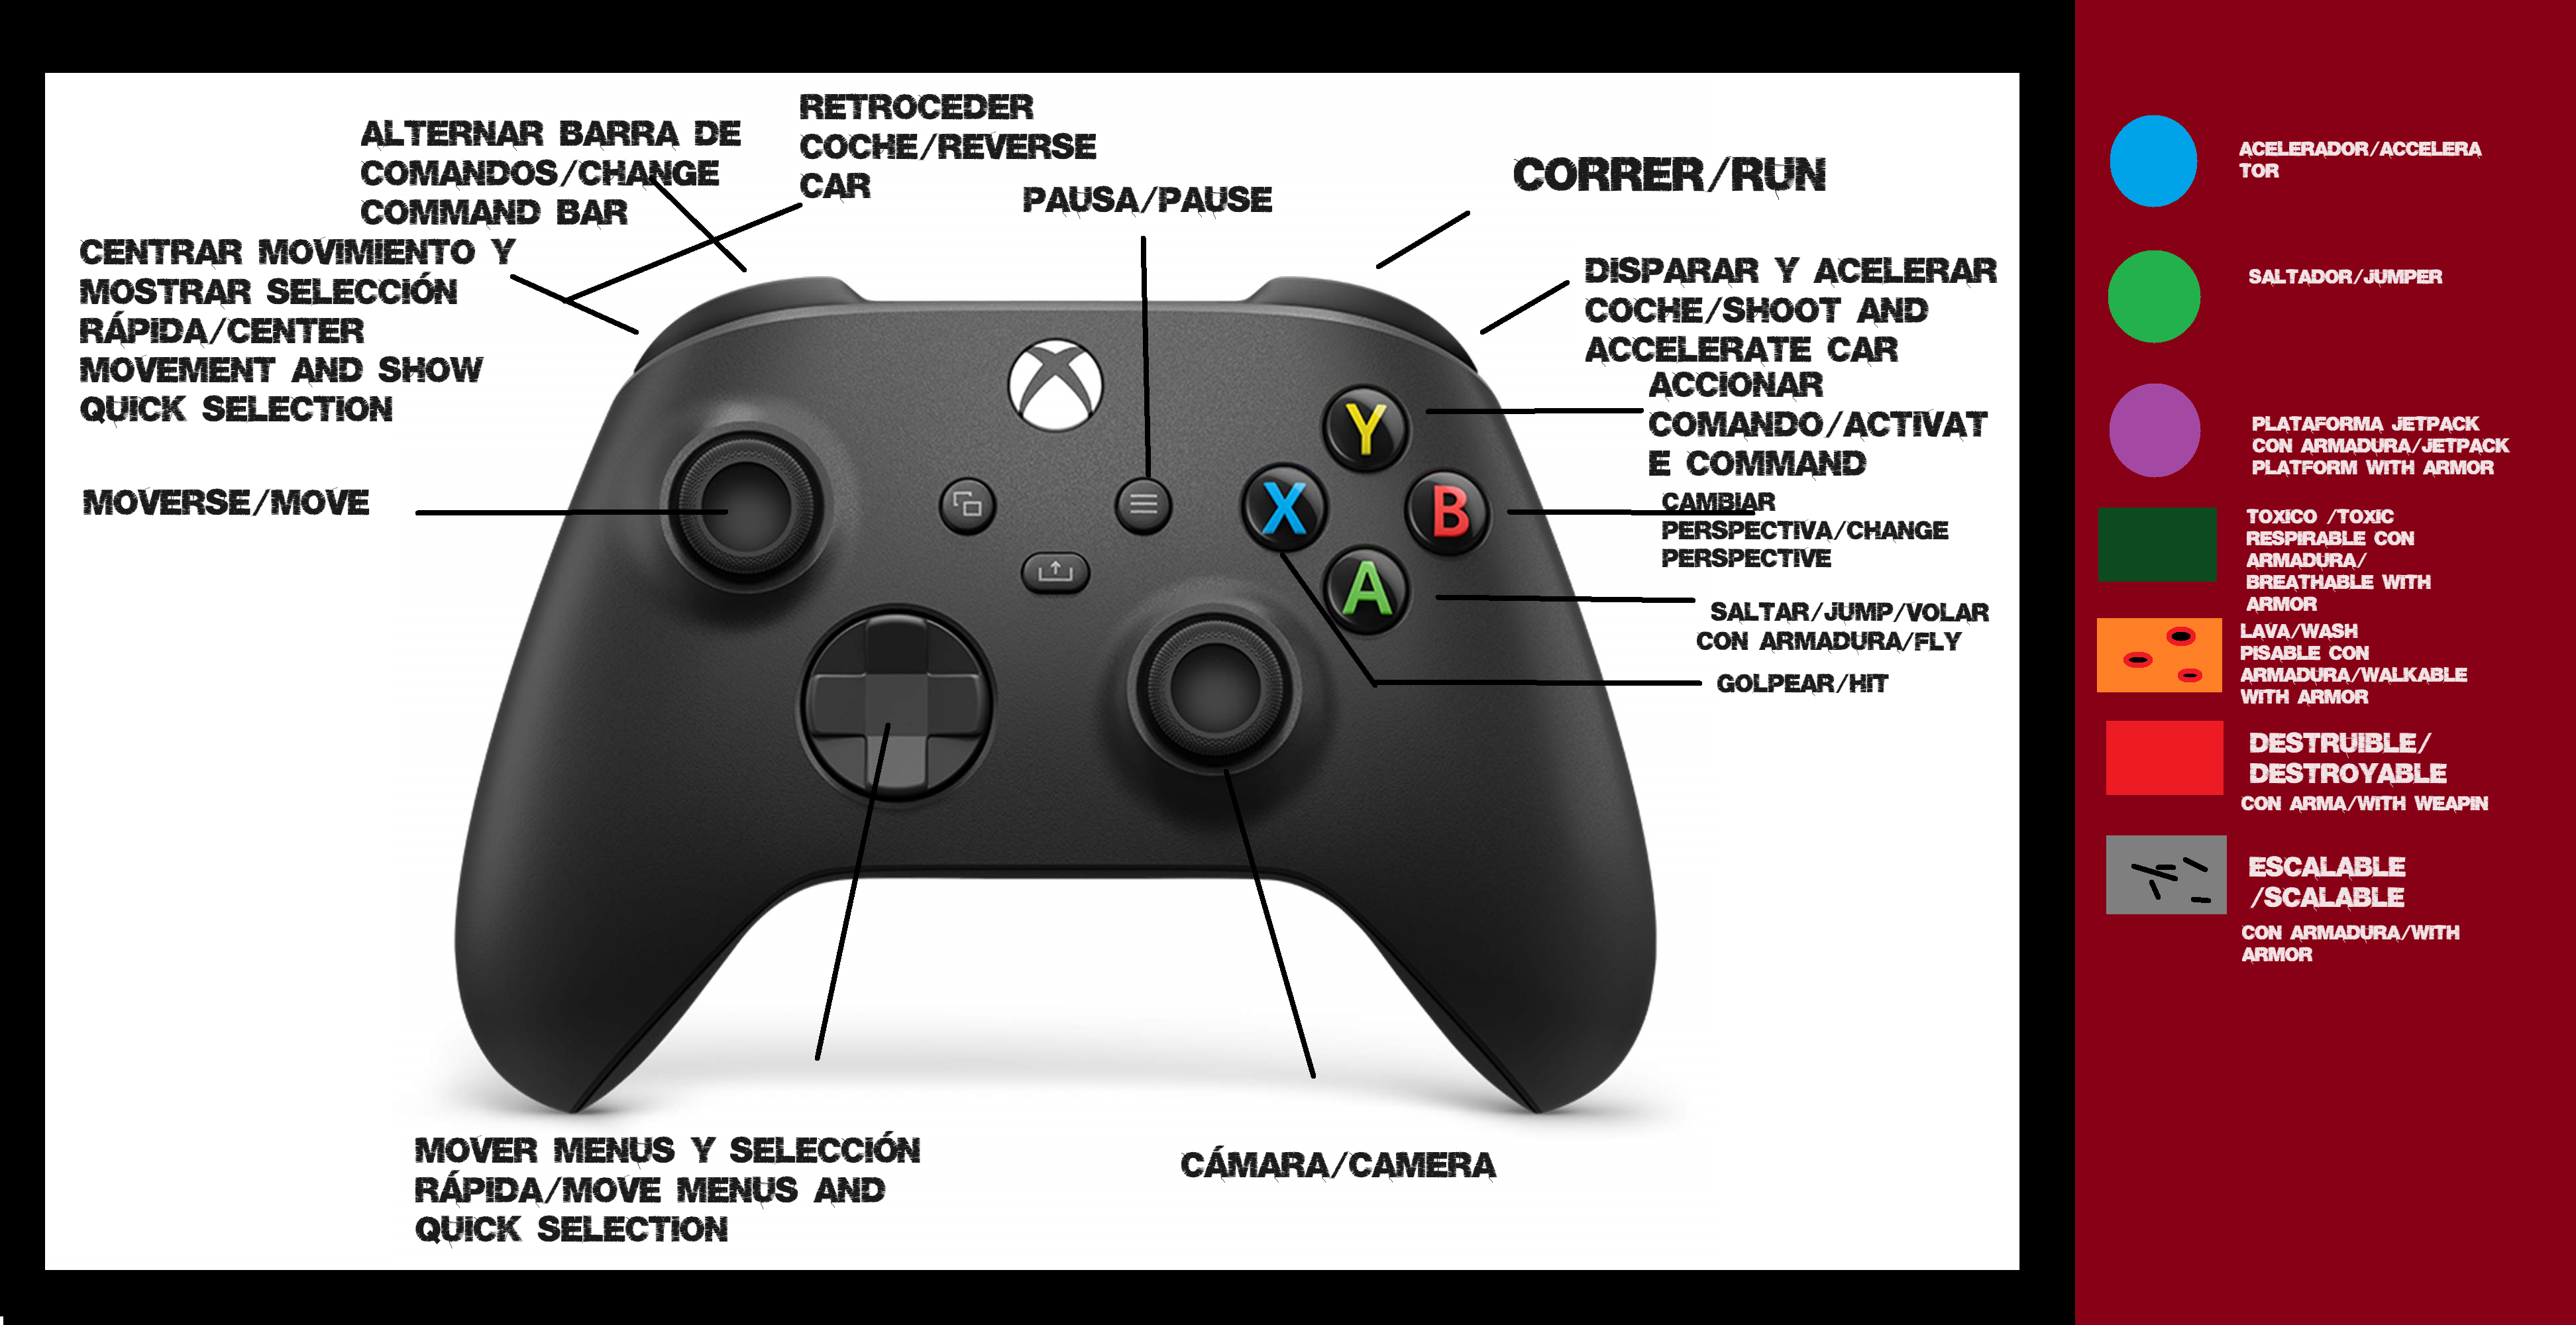 ALTERNAR BARRA DE
COMANDOS/CHANGE
COMMAND BAR
RETROCEDER
COCHE/REVERSE
CAR
PAUSA/PAUSE
CORRER/RUN
CENTRAR MOVIMIENTO Y
MOSTRAR SELECCIÓN
RÁPIDA/CENTER
MOVEMENT AND SHOW
QUICK SELECTION
DISPARAR Y ACELERAR
COCHE/SHOOT AND
ACCELERATE CAR
ACCIONAR
COMANDO/ACTIVAT
E COMMAND
MOVERSE/MOVE
Y
X
B
A
CAMBIAR
PERSPECTIVA/CHANGE
PERSPECTIVE
SALTAR/JUMP/VOLAR
CON ARMADURA/FLY
GOLPEAR/HIT
MOVER MENUS Y SELECCIÓN
RÁPIDA/MOVE MENUS AND
QUICK SELECTION
CÁMARA/CAMERA
ACELERADOR/ACCELERA
TOR
SALTADOR/JUMPER
PLATAFORMA JETPACK
CON ARMADURA/JETPACK
PLATFORM WITH ARMOR
TOXICO /TOXIC
RESPIRABLE CON
ARMADURA/
BREATHABLE WITH
ARMOR
LAVA/WASH
PISABLE CON
ARMADURA/WALKABLE
WITH ARMOR
DESTRUIBLE/
DESTROYABLE
CON ARMA/WITH WEAPIN
ESCALABLE
/SCALABLE
CON ARMADURA/WITH
ARMOR